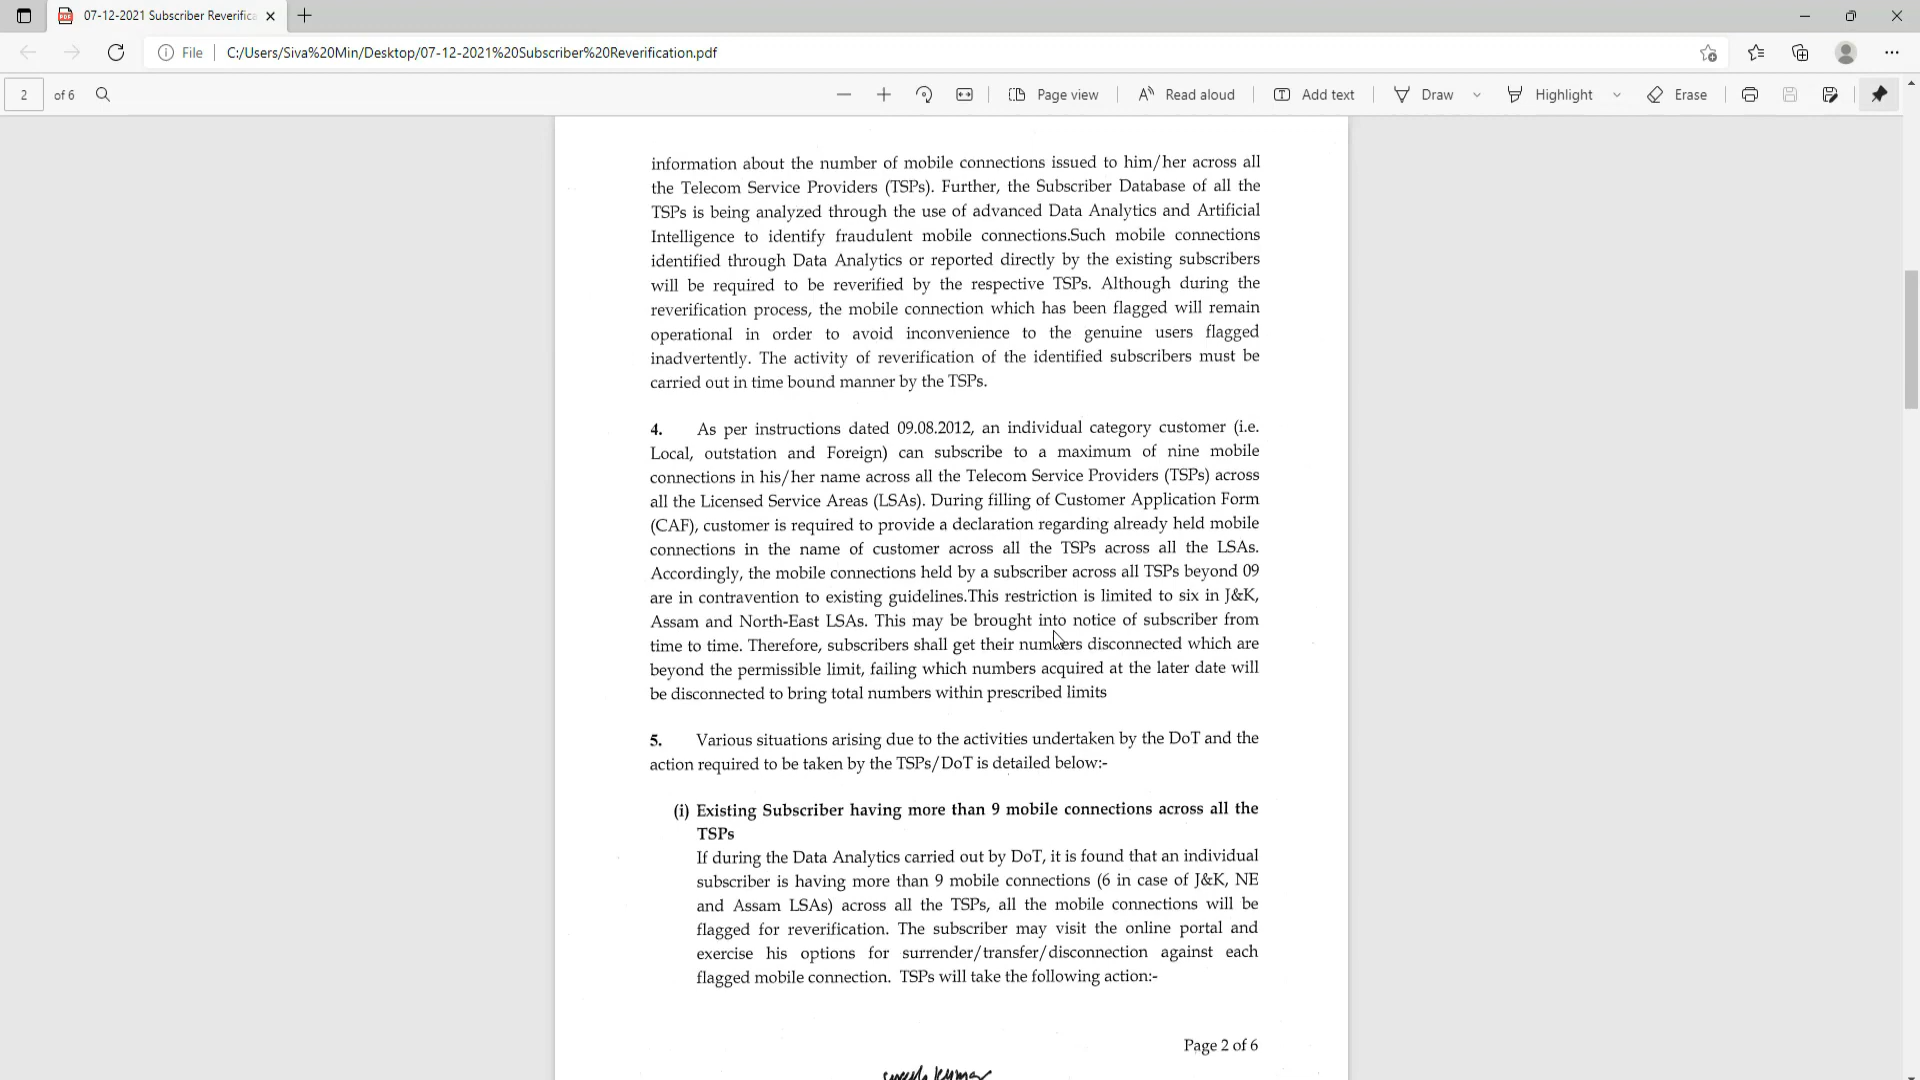 07-12-2021 Subscriber Reverifica
File
C:/Users/Siva%20Min/Desktop/07-12-2021%20Subscriber%20Reverification.pdf
2 of 6
Page view
Read aloud
Add text
Draw
Highlight
Erase
information about the number of mobile connections issued to him/her across all
the Telecom Service Providers (TSPs). Further, the Subscriber Database of all the
TSPs is being analyzed through the use of advanced Data Analytics and Artificial
Intelligence to identify fraudulent mobile connections.Such mobile connections
identified through Data Analytics or reported directly by the existing subscribers
will be required to be reverified by the respective TSPs. Although during the
reverification process, the mobile connection which has been flagged will remain
operational in order to avoid inconvenience to the genuine users flagged
inadvertently. The activity of reverification of the identified subscribers must be
carried out in time bound manner by the TSPs.
4. As per instructions dated 09.08.2012, an individual category customer (i.e.
Local, outstation and Foreign) can subscribe to a maximum of nine mobile
connections in his/her name across all the Telecom Service Providers (TSPs) across
all the Licensed Service Areas (LSAs). During filling of Customer Application Form
(CAF), customer is required to provide a declaration regarding already held mobile
connections in the name of customer across all the TSPs across all the LSAs.
Accordingly, the mobile connections held by a subscriber across all TSPs beyond 09
are in contravention to existing guidelines.This restriction is limited to six in J&K,
Assam and North-East LSAs. This may be brought into notice of subscriber from
time to time. Therefore, subscribers shall get their numbers disconnected which are
beyond the permissible limit, failing which numbers acquired at the later date will
be disconnected to bring total numbers within prescribed limits
5. Various situations arising due to the activities undertaken by the DoT and the
action required to be taken by the TSPs/DoT is detailed below:-
(i) Existing Subscriber having more than 9 mobile connections across all the
TSPs
If during the Data Analytics carried out by DoT, it is found that an individual
subscriber is having more than 9 mobile connections (6 in case of J&K, NE
and Assam LSAs) across all the TSPs, all the mobile connections will be
flagged for reverification. The subscriber may visit the online portal and
exercise his options for surrender/transfer/disconnection against each
flagged mobile connection. TSPs will take the following action:-
Page 2 of 6